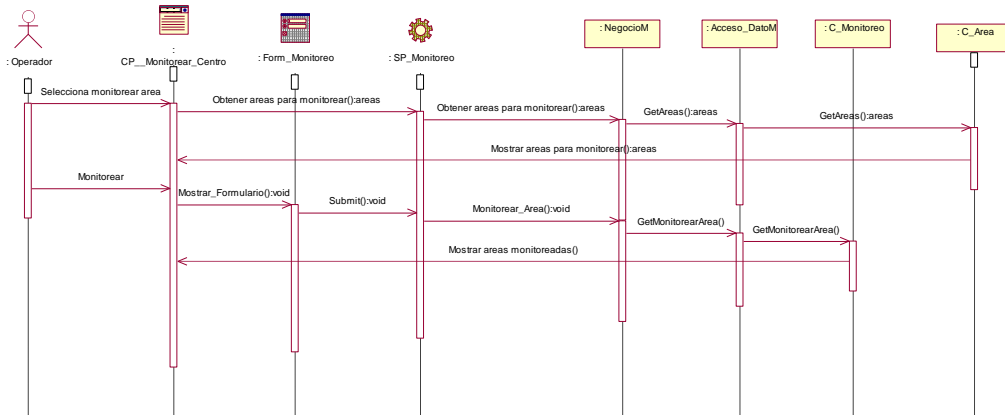 : NegocioM
: Acceso_DatoM
: C_Monitoreo
: C_Area
: Operador
:
CP__Monitorear_Centro
: Form_Monitoreo
: SP_Monitoreo
Selecciona monitorear area
Obtener areas para monitorear():areas
Obtener areas para monitorear():areas
GetAreas():areas
GetAreas():areas
Mostrar areas para monitorear():areas
Monitorear
Mostrar_Formulario():void
Submit():void
Monitorear_Area():void
GetMonitorearArea()
GetMonitorearArea()
Mostrar areas monitoreadas()